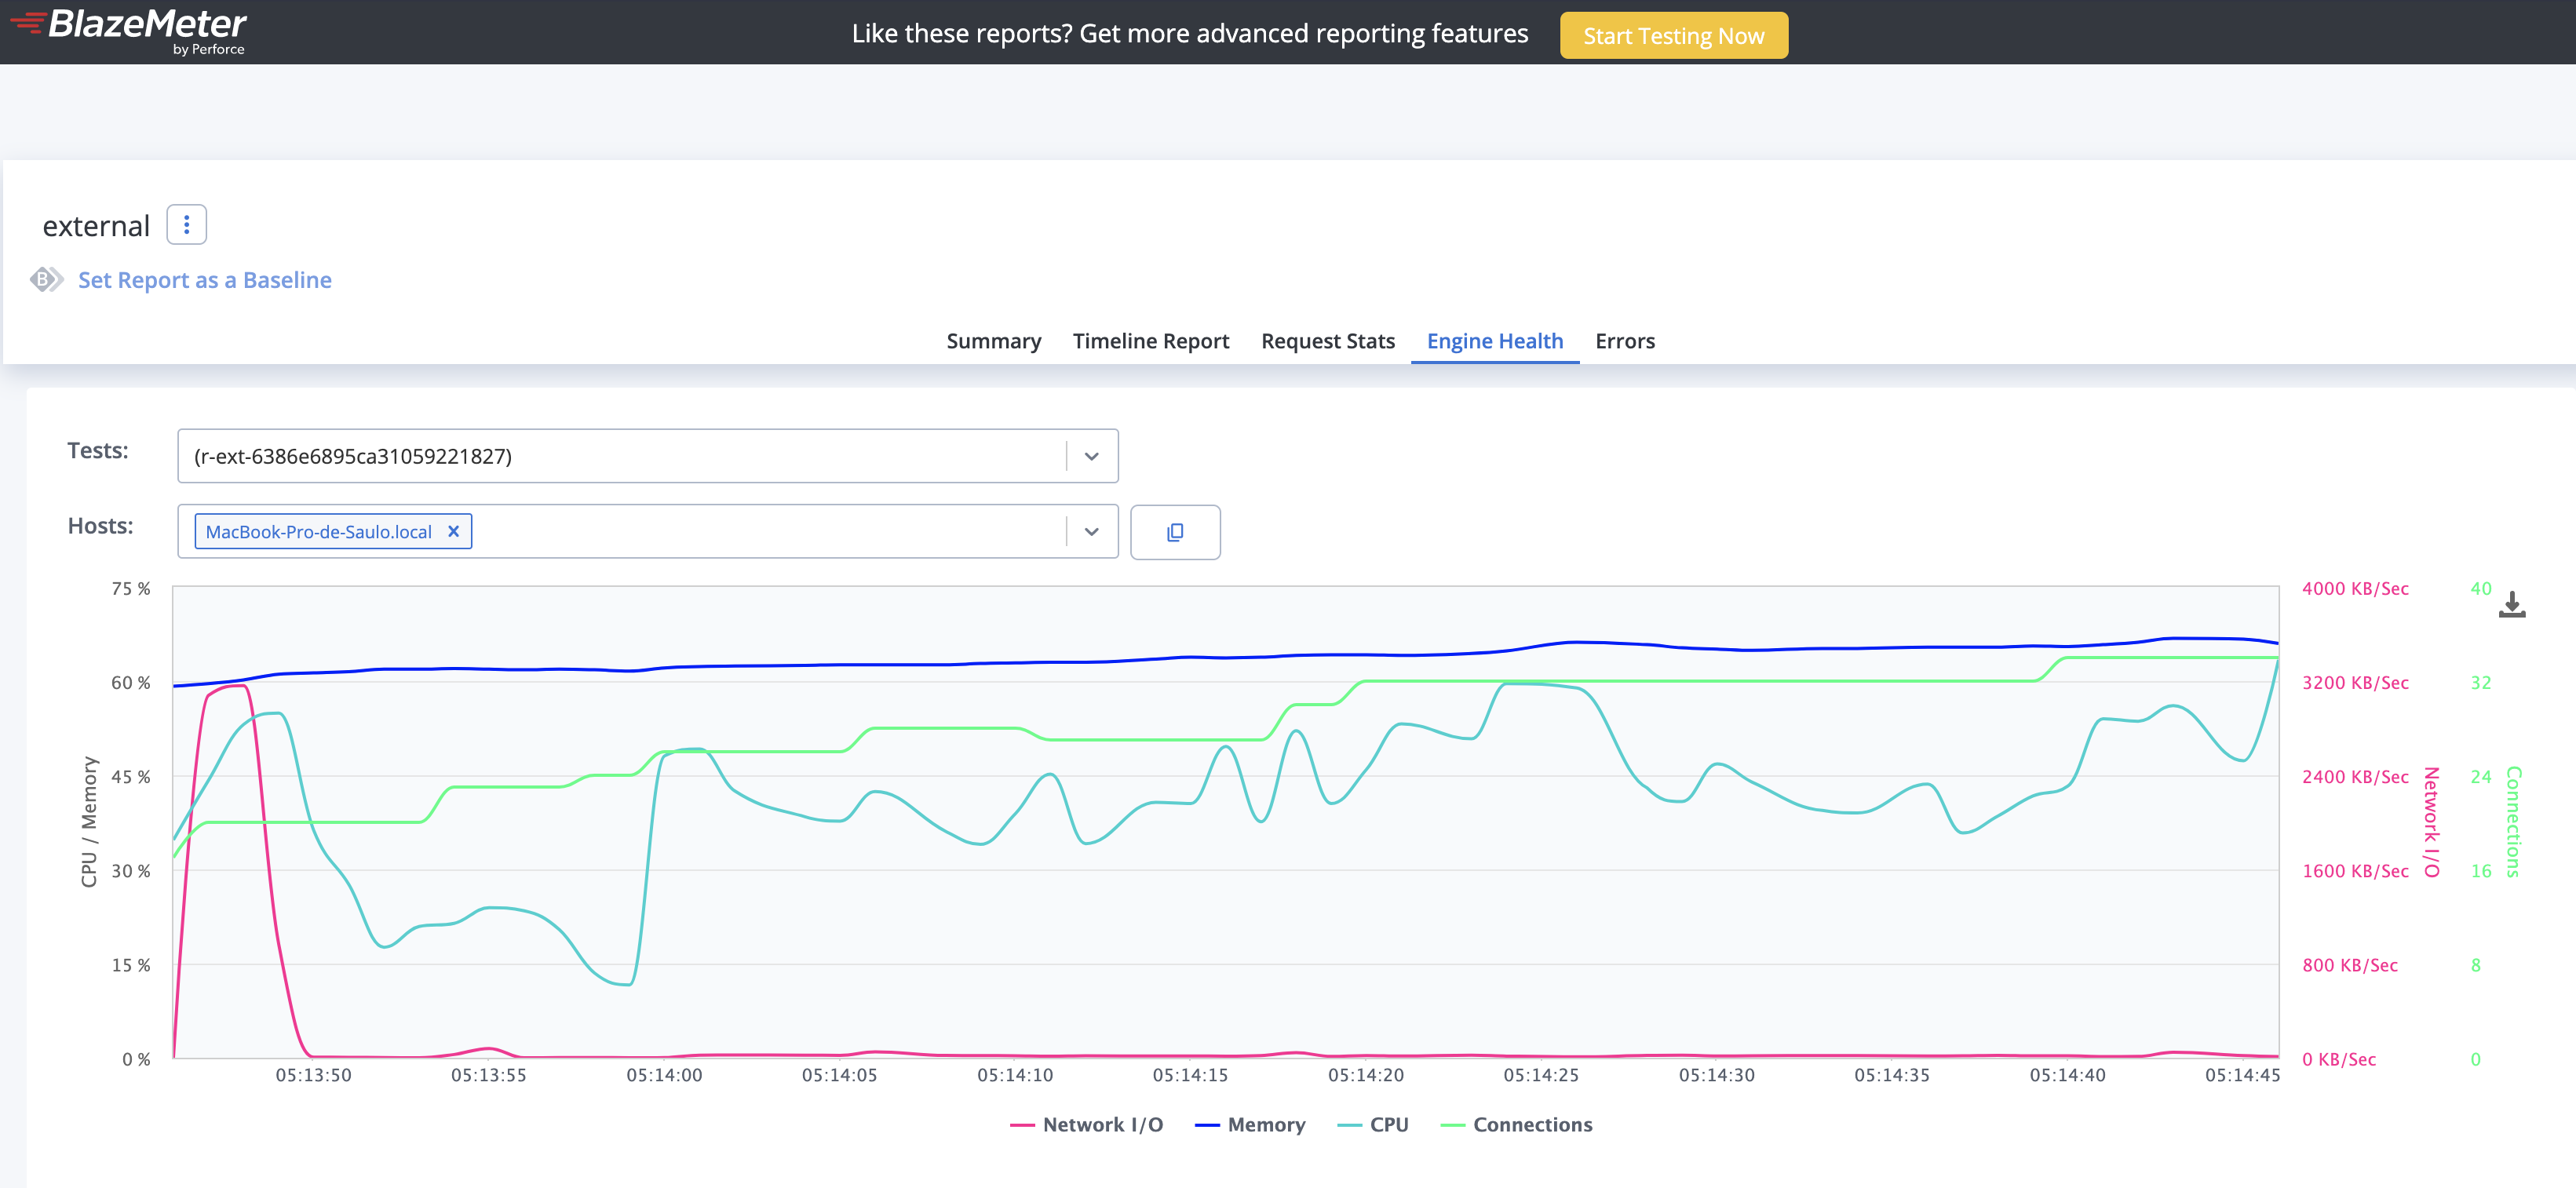 BlazeMeter
by Perforce
Like these reports? Get more advanced reporting features
Start Testing Now
external
B
Set Report as a Baseline
Summary
Timeline Report
Request Stats
Engine Health
Errors
Tests:
(r-ext-6386e6895ca31059221827)
Hosts:
MacBook-Pro-de-Saulo.local
75 %
60 %
45 %
30 %
15 %
0 %
CPU / Memory
4000 KB/Sec
3200 KB/Sec
2400 KB/Sec
1600 KB/Sec
800 KB/Sec
0 KB/Sec
Network I/O
40
32
24
16
8
0
Connections
05:13:50
05:13:55
05:14:00
05:14:05
05:14:10
05:14:15
05:14:20
05:14:25
05:14:30
05:14:35
05:14:40
05:14:45
Network I/O
Memory
CPU
Connections